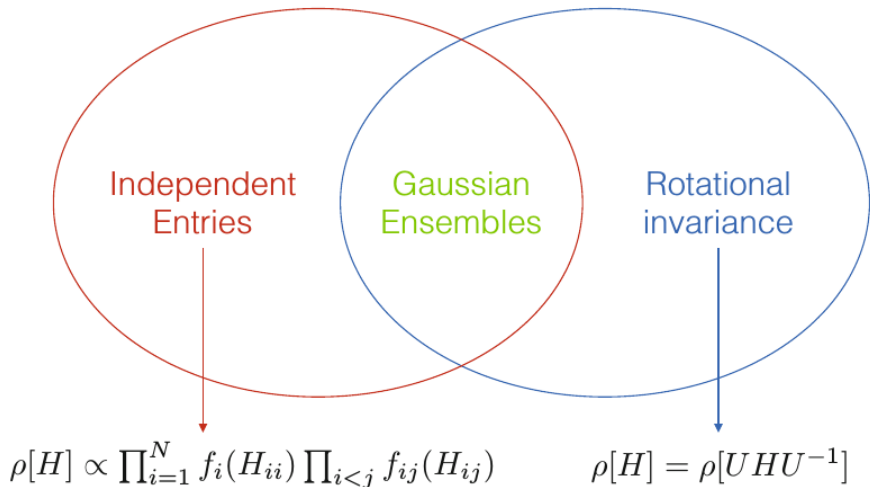 Independent
Entries
Gaussian
Ensembles
Rotational
invariance
ρ[H] ∝ ∏_{i=1}^{N} f_i(H_{ii}) ∏_{i<j} f_{ij}(H_{ij})
ρ[H] = ρ[UHU^{-1}]